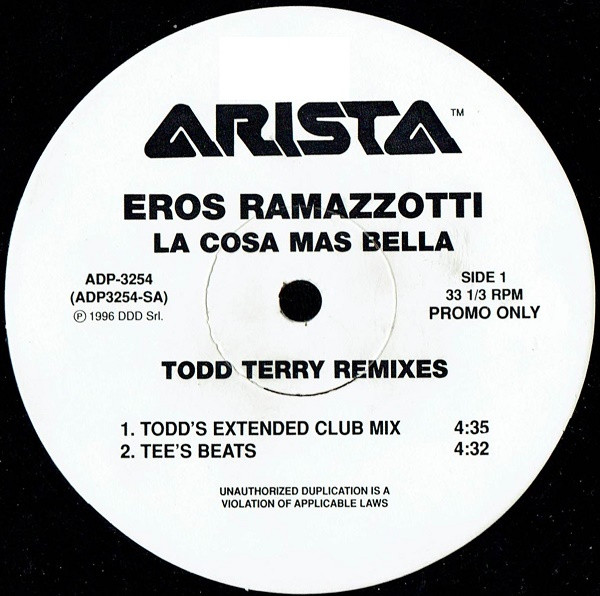 ARISTA™
EROS RAMAZZOTTI
LA COSA MAS BELLA
ADP-3254
(ADP3254-SA)
℗ 1996 DDD Srl.
SIDE 1
33 1/3 RPM
PROMO ONLY
TODD TERRY REMIXES
1. TODD'S EXTENDED CLUB MIX 4:35
2. TEE'S BEATS 4:32
UNAUTHORIZED DUPLICATION IS A
VIOLATION OF APPLICABLE LAWS